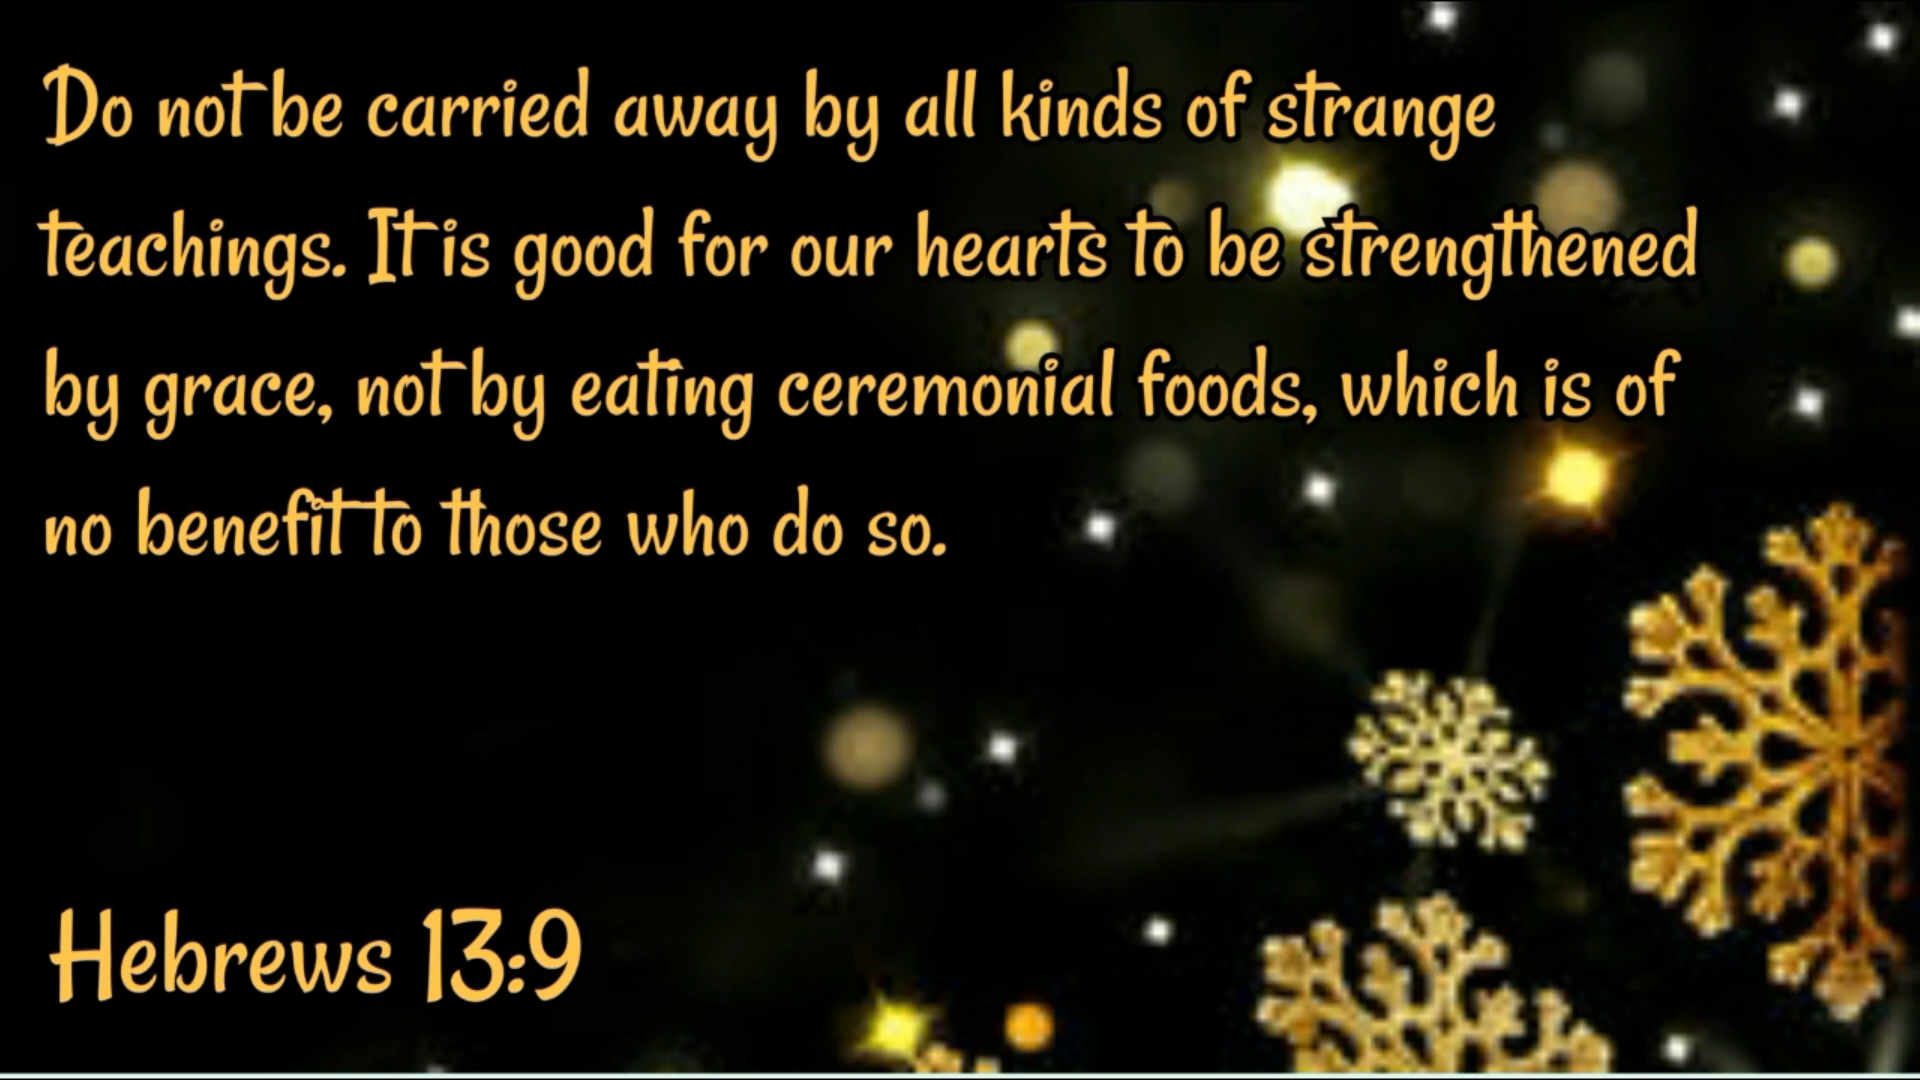 Do not be carried away by all kinds of strange
teachings. It is good for our hearts to be strengthened
by grace, not by eating ceremonial foods, which is of
no benefit to those who do so.
Hebrews 13:9